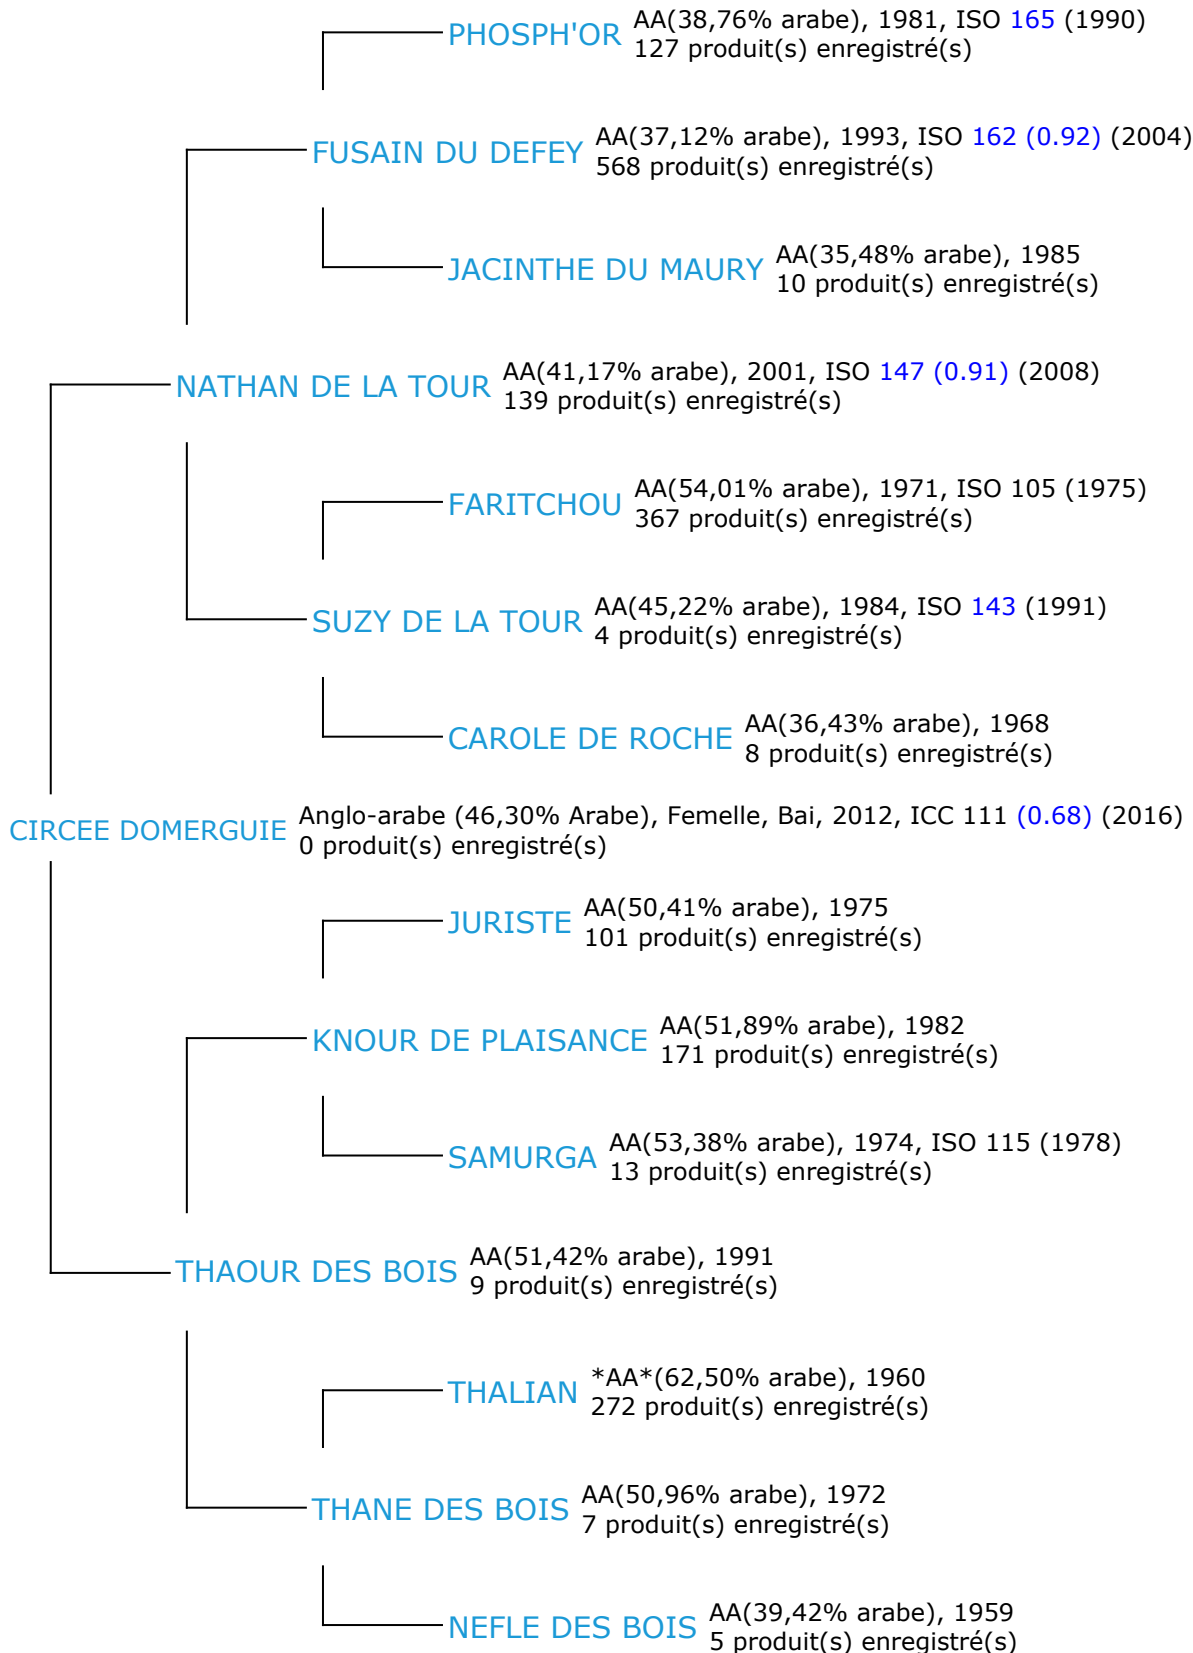 PHOSPH'OR AA(38,76% arabe), 1981, ISO 165 (1990)
127 produit(s) enregistré(s)
FUSAIN DU DEFEY AA(37,12% arabe), 1993, ISO 162 (0.92) (2004)
568 produit(s) enregistré(s)
JACINTHE DU MAURY AA(35,48% arabe), 1985
10 produit(s) enregistré(s)
NATHAN DE LA TOUR AA(41,17% arabe), 2001, ISO 147 (0.91) (2008)
139 produit(s) enregistré(s)
FARITCHOU AA(54,01% arabe), 1971, ISO 105 (1975)
367 produit(s) enregistré(s)
SUZY DE LA TOUR AA(45,22% arabe), 1984, ISO 143 (1991)
4 produit(s) enregistré(s)
CAROLE DE ROCHE AA(36,43% arabe), 1968
8 produit(s) enregistré(s)
CIRCEE DOMERGUIE Anglo-arabe (46,30% Arabe), Femelle, Bai, 2012, ICC 111 (0.68) (2016)
0 produit(s) enregistré(s)
JURISTE AA(50,41% arabe), 1975
101 produit(s) enregistré(s)
KNOUR DE PLAISANCE AA(51,89% arabe), 1982
171 produit(s) enregistré(s)
SAMURGA AA(53,38% arabe), 1974, ISO 115 (1978)
13 produit(s) enregistré(s)
THAOUR DES BOIS AA(51,42% arabe), 1991
9 produit(s) enregistré(s)
THALIAN *AA*(62,50% arabe), 1960
272 produit(s) enregistré(s)
THANE DES BOIS AA(50,96% arabe), 1972
7 produit(s) enregistré(s)
NEFLE DES BOIS AA(39,42% arabe), 1959
5 produit(s) enregistré(s)